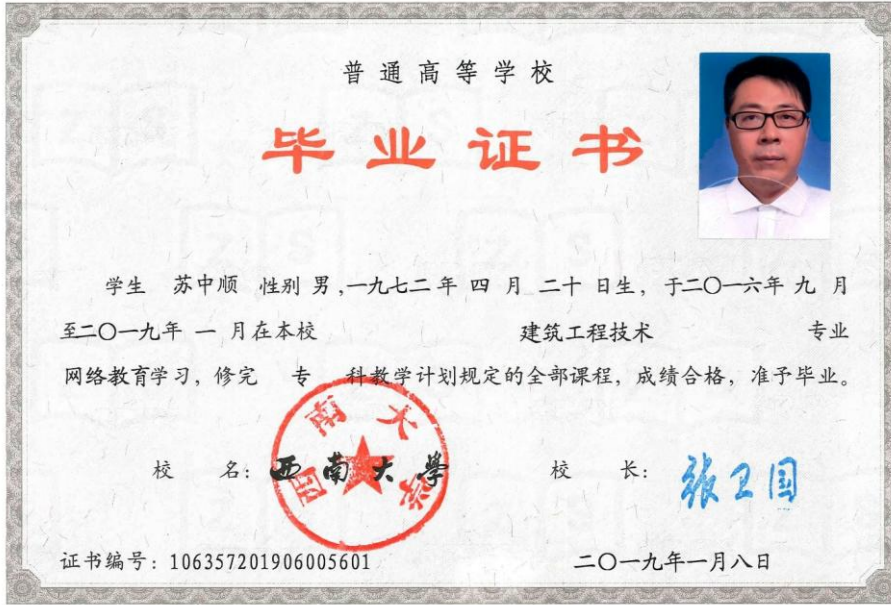 普通高等学校
毕业证书
学生 苏中顺 性别 男,一九七二年 四 月 二十 日生, 于二〇一六年 九 月
至二〇一九年 一 月在本校 建筑工程技术 专业
网络教育学习, 修完 专 科教学计划规定的全部课程, 成绩合格, 准予毕业。
西南大学
校 名: 西南大學 校 长: 张卫国
证书编号: 106357201906005601 二〇一九年一月八日